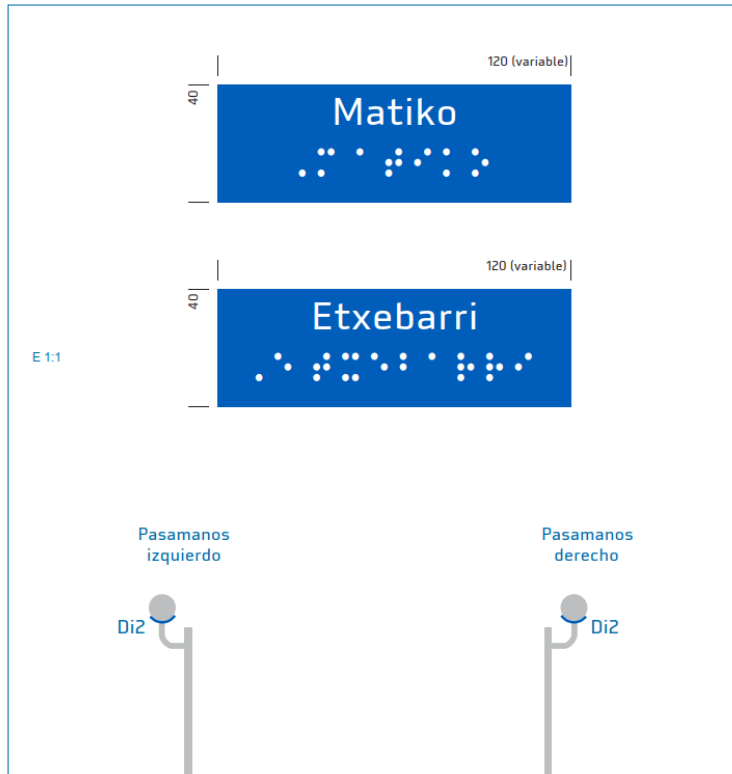 120 (variable)
40
Matiko
⠠⠍⠁⠞⠊⠅⠕
120 (variable)
40
Etxebarri
⠠⠑⠞⠭⠑⠃⠁⠗⠗⠊
E 1:1
Pasamanos
izquierdo
Pasamanos
derecho
Di2
Di2